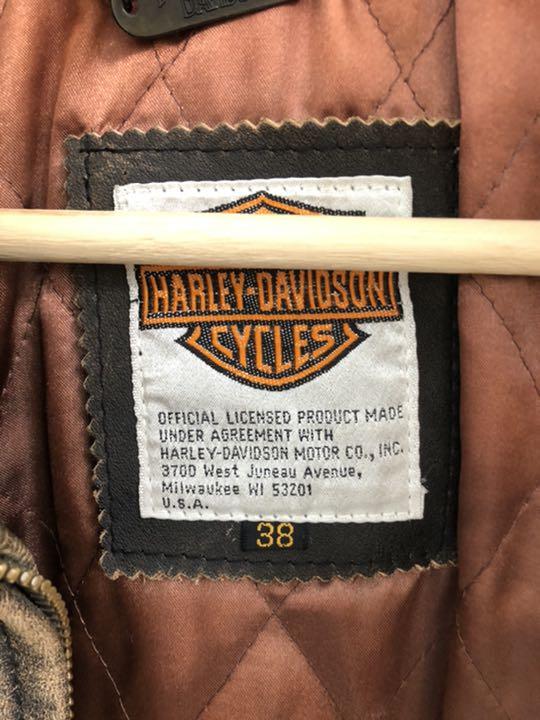 HARLEY-DAVIDSON
CYCLES
OFFICIAL LICENSED PRODUCT MADE
UNDER AGREEMENT WITH
HARLEY-DAVIDSON MOTOR CO., INC.
3700 West Juneau Avenue,
Milwaukee WI 53201
U.S.A.
38